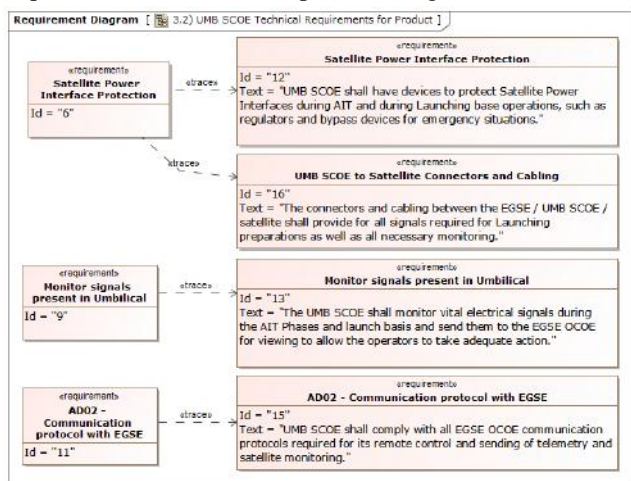 Requirement Diagram [ 3.2) UMB SCOE Technical Requirements for Product ]
«requirement»
Satellite Power
Interface Protection
Id = "6"
«trace»
«requirement»
Satellite Power Interface Protection
Id = "12"
Text = "UMB SCOE shall have devices to protect Satellite Power
Interfaces during AIT and during Launching base operations, such as
regulators and bypass devices for emergency situations."
«trace»
«requirement»
UMB SCOE to Sattellite Connectors and Cabling
Id = "16"
Text = "The connectors and cabling between the EGSE / UMB SCOE /
satellite shall provide for all signals required for Launching
preparations as well as all necessary monitoring."
«requirement»
Monitor signals
present in Umbilical
Id = "9"
«trace»
«requirement»
Monitor signals present in Umbilical
Id = "13"
Text = "The UMB SCOE shall monitor vital electrical signals during
the AIT Phases and launch basis and send them to the EGSE OCOE
for viewing to allow the operators to take adequate action."
«requirement»
AD02 -
Communication
protocol with EGSE
Id = "11"
«trace»
«requirement»
AD02 - Communication protocol with EGSE
Id = "15"
Text = "UMB SCOE shall comply with all EGSE OCOE communication
protocols required for its remote control and sending of telemetry and
satellite monitoring."